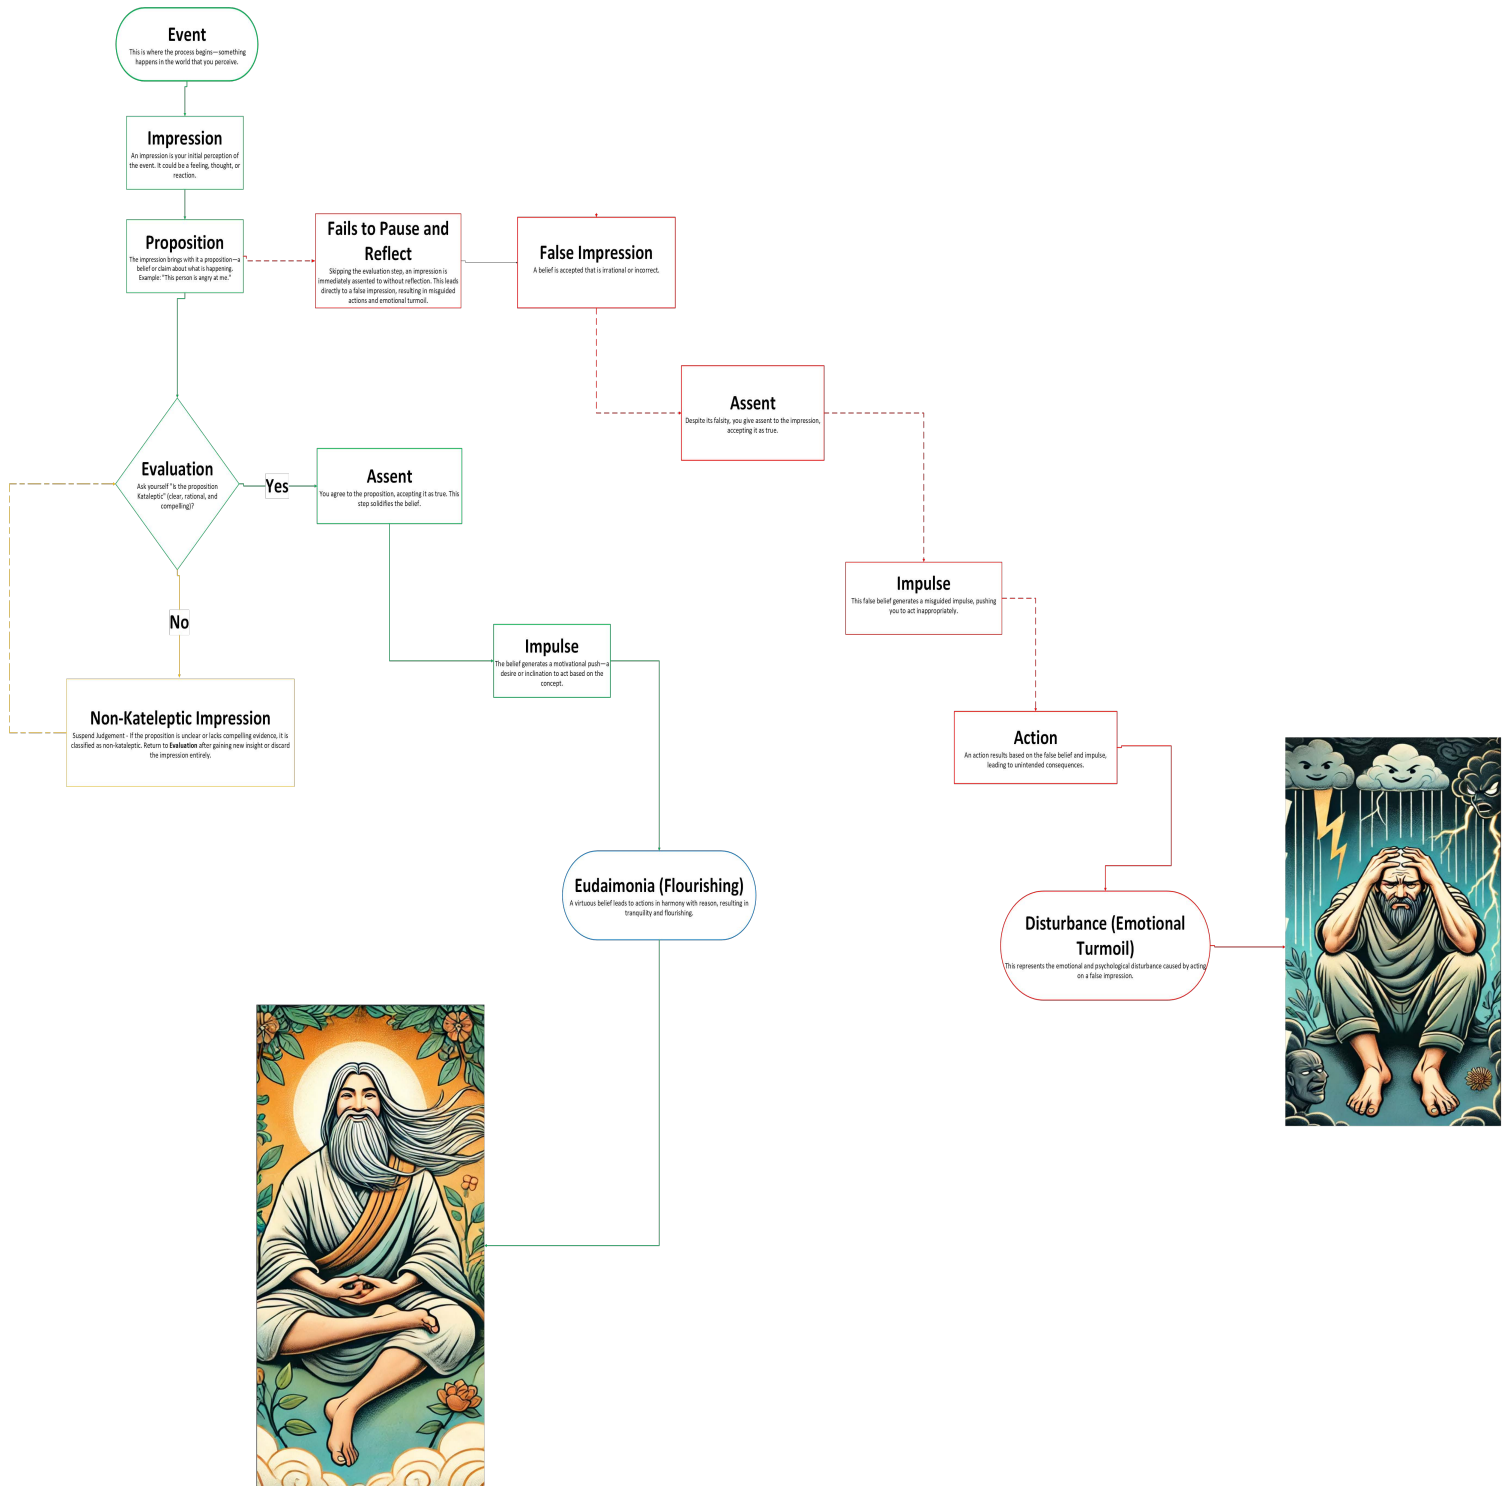 Event
This is where the process begins—something
happens in the world that you perceive.
Impression
An impression is your initial perception of
the event. It could be a feeling, thought, or
reaction.
Proposition
The impression brings with it a proposition—a
belief or claim about what is happening.
Example: "This person is angry at me."
Fails to Pause and
Reflect
Skipping the evaluation step, an impression is
immediately assented to without reflection. This leads
directly to a false impression, resulting in misguided
actions and emotional turmoil.
False Impression
A belief is accepted that is irrational or incorrect.
Assent
Despite its falsity, you give assent to the impression,
accepting it as true.
Evaluation
Ask yourself "Is the proposition
Kataleptic" (clear, rational, and
compelling)?
Yes
Assent
You agree to the proposition, accepting it as true. This
step solidifies the belief.
Impulse
This false belief generates a misguided impulse, pushing
you to act inappropriately.
No
Impulse
The belief generates a motivational push—a
desire or inclination to act based on the
concept.
Non-Kateleptic Impression
Suspend Judgement - If the proposition is unclear or lacks compelling evidence, it is
classified as non-kataleptic. Return to Evaluation after gaining new insight or discard
the impression entirely.
Action
An action results based on the false belief and impulse,
leading to unintended consequences.
Eudaimonia (Flourishing)
A virtuous belief leads to actions in harmony with reason, resulting in
tranquility and flourishing.
Disturbance (Emotional
Turmoil)
This represents the emotional and psychological disturbance caused by acting
on a false impression.